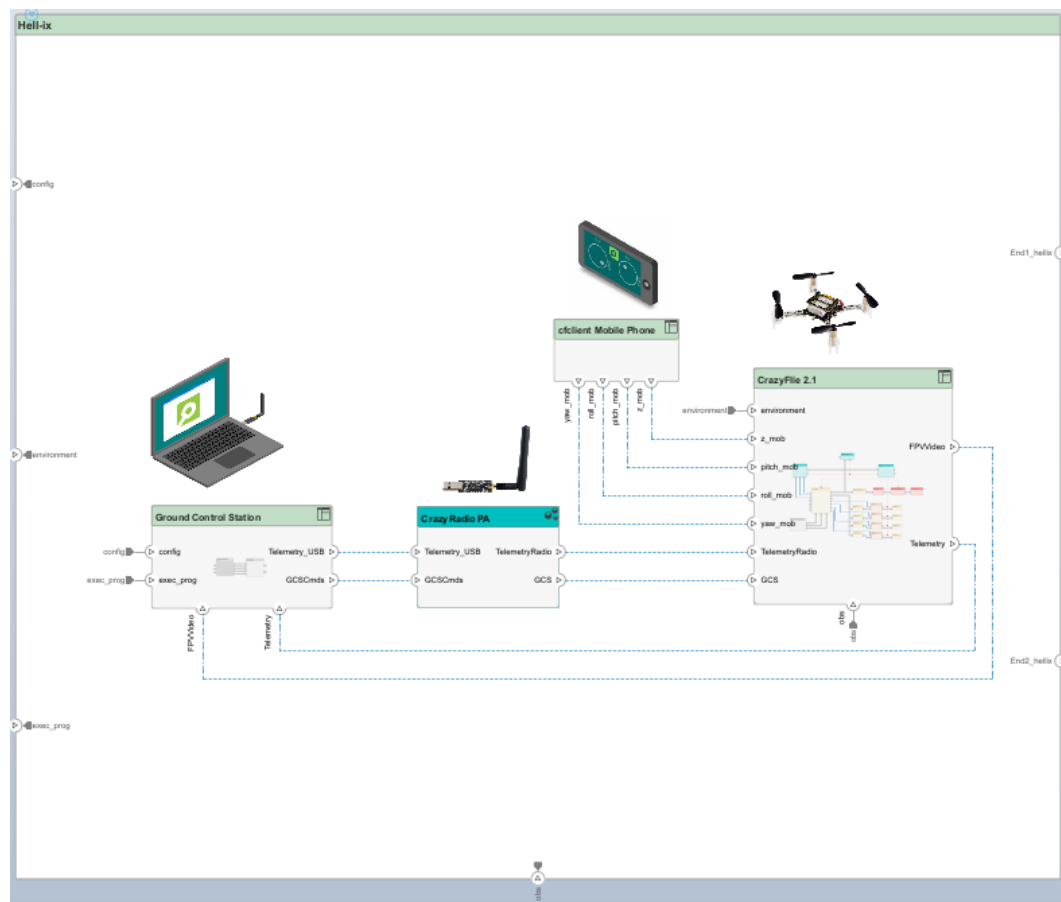 Hell-ix
config
End1_hellix
cfclient Mobile Phone
yaw_mob
roll_mob
pitch_mob
z_mob
CrazyFlie 2.1
environment
environment
z_mob
FPVVideo
environment
pitch_mob
roll_mob
Ground Control Station
CrazyRadio PA
yaw_mob
Telemetry
config
config
Telemetry_USB
Telemetry_USB
TelemetryRadio
TelemetryRadio
exec_prog
exec_prog
GCSCmds
GCSCmds
GCS
GCS
FPVVideo
Telemetry
obs
obs
End2_hellix
exec_prog
obs